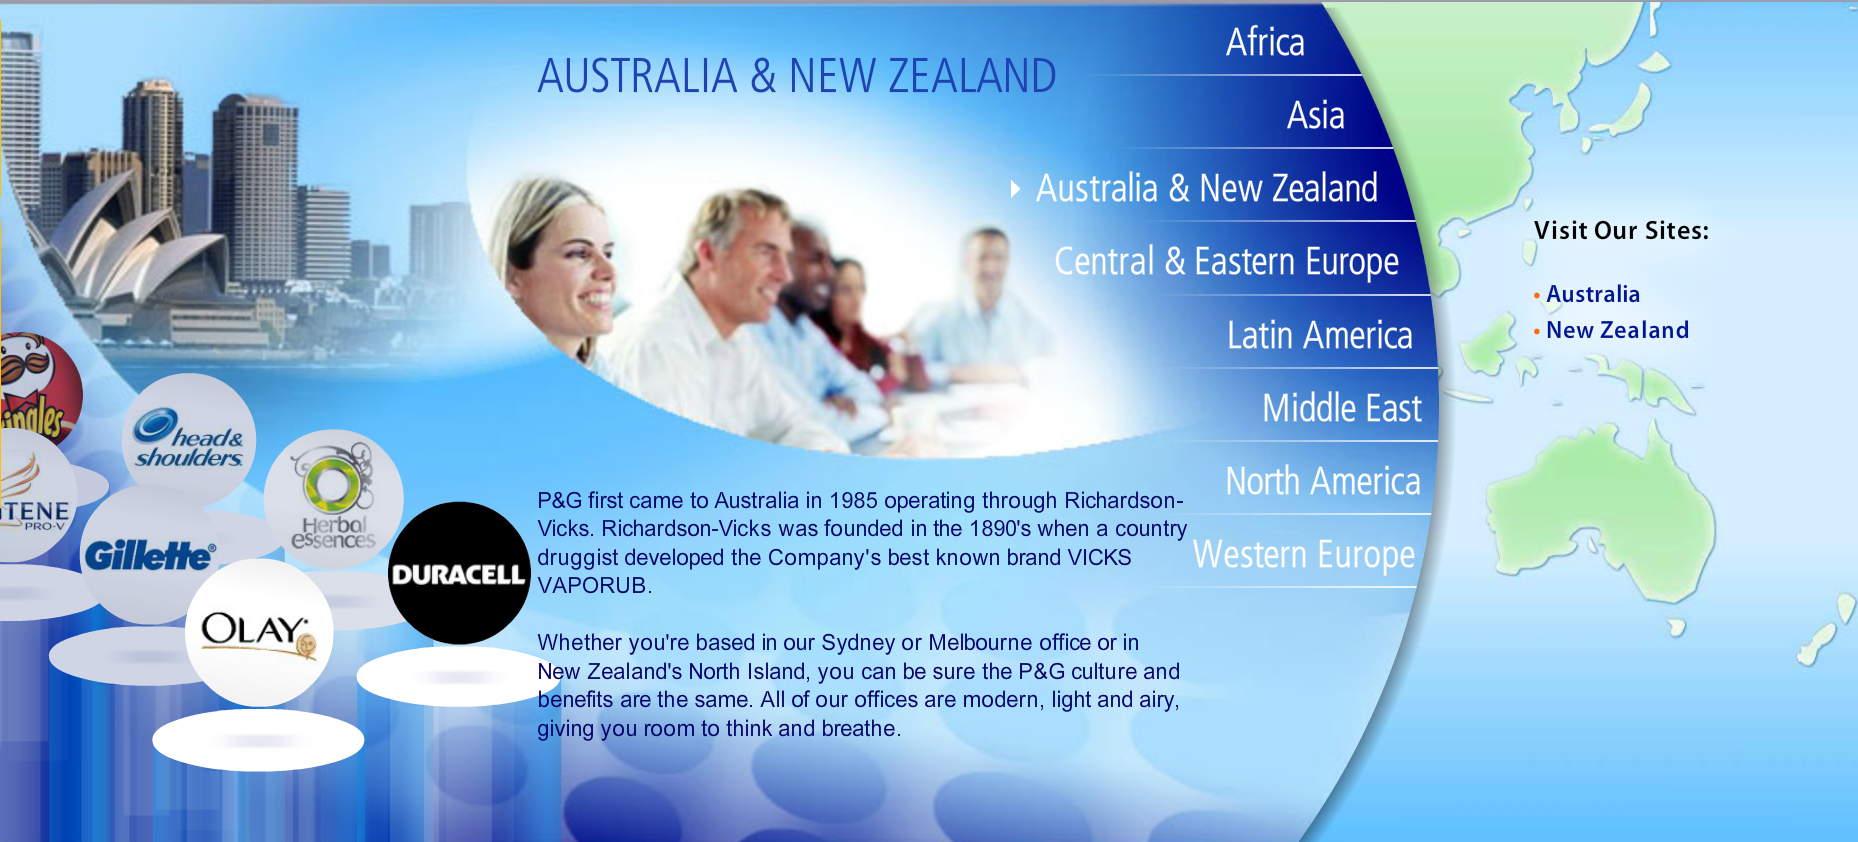 AUSTRALIA & NEW ZEALAND
Africa
Asia
Australia & New Zealand
Central & Eastern Europe
Latin America
Middle East
North America
Western Europe
Visit Our Sites:
• Australia
• New Zealand
ingles
head&
shoulders
TENE
PRO-V
Herbal
essences
Gillette®
DURACELL
OLAY
P&G first came to Australia in 1985 operating through Richardson-
Vicks. Richardson-Vicks was founded in the 1890's when a country
druggist developed the Company's best known brand VICKS
VAPORUB.
Whether you're based in our Sydney or Melbourne office or in
New Zealand's North Island, you can be sure the P&G culture and
benefits are the same. All of our offices are modern, light and airy,
giving you room to think and breathe.